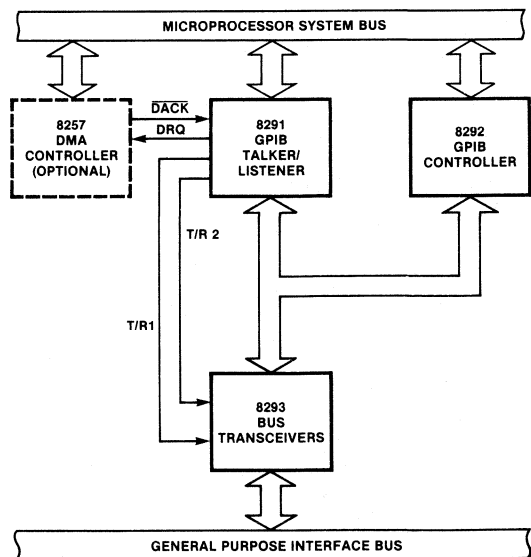 MICROPROCESSOR SYSTEM BUS
8257
DMA
CONTROLLER
(OPTIONAL)
DACK
DRQ
8291
GPIB
TALKER/
LISTENER
8292
GPIB
CONTROLLER
T/R 2
T/R1
8293
BUS
TRANSCEIVERS
GENERAL PURPOSE INTERFACE BUS